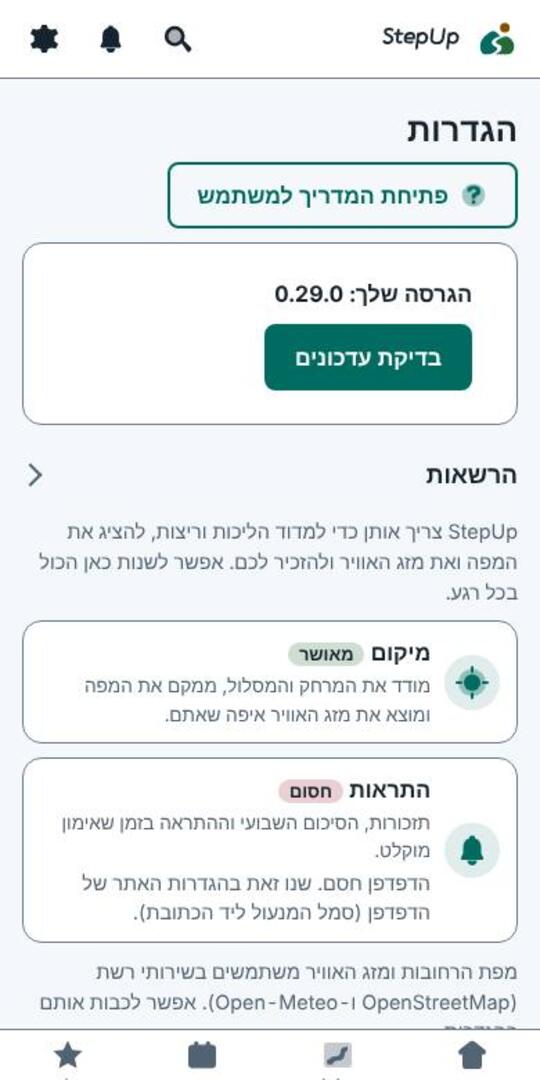 StepUp
הגדרות
פתיחת המדריך למשתמש
הגרסה שלך: 0.29.0
בדיקת עדכונים
הרשאות
StepUp צריך אותן כדי למדוד הליכות וריצות, להציג את
המפה ואת מזג האוויר ולהזכיר לכם. אפשר לשנות כאן הכול
בכל רגע.
מיקום מאושר
מודד את המרחק והמסלול, ממקם את המפה
ומוצא את מזג האוויר איפה שאתם.
התראות חסום
תזכורות, הסיכום השבועי וההתראה בזמן שאימון
מוקלט.
הדפדפן חסם. שנו זאת בהגדרות האתר של
הדפדפן (סמל המנעול ליד הכתובת).
מפת הרחובות ומזג האוויר משתמשים בשירותי רשת
(OpenStreetMap ו-Open-Meteo). אפשר לכבות אותם